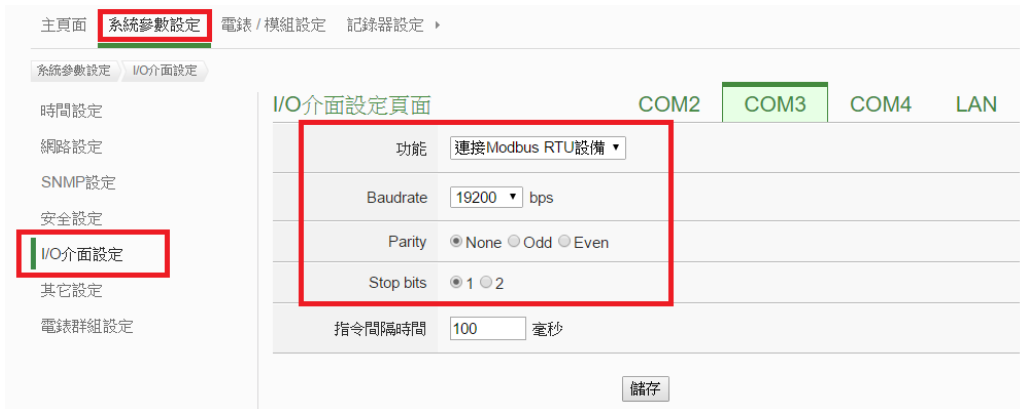 主頁面 系統參數設定 電錶 / 模組設定 記錄器設定
系統參數設定 I/O介面設定
時間設定
網路設定
SNMP設定
安全設定
I/O介面設定
其它設定
電錶群組設定
I/O介面設定頁面 COM2 COM3 COM4 LAN
功能 連接Modbus RTU設備
Baudrate 19200 bps
Parity None Odd Even
Stop bits 1 2
指令間隔時間 100 毫秒
儲存